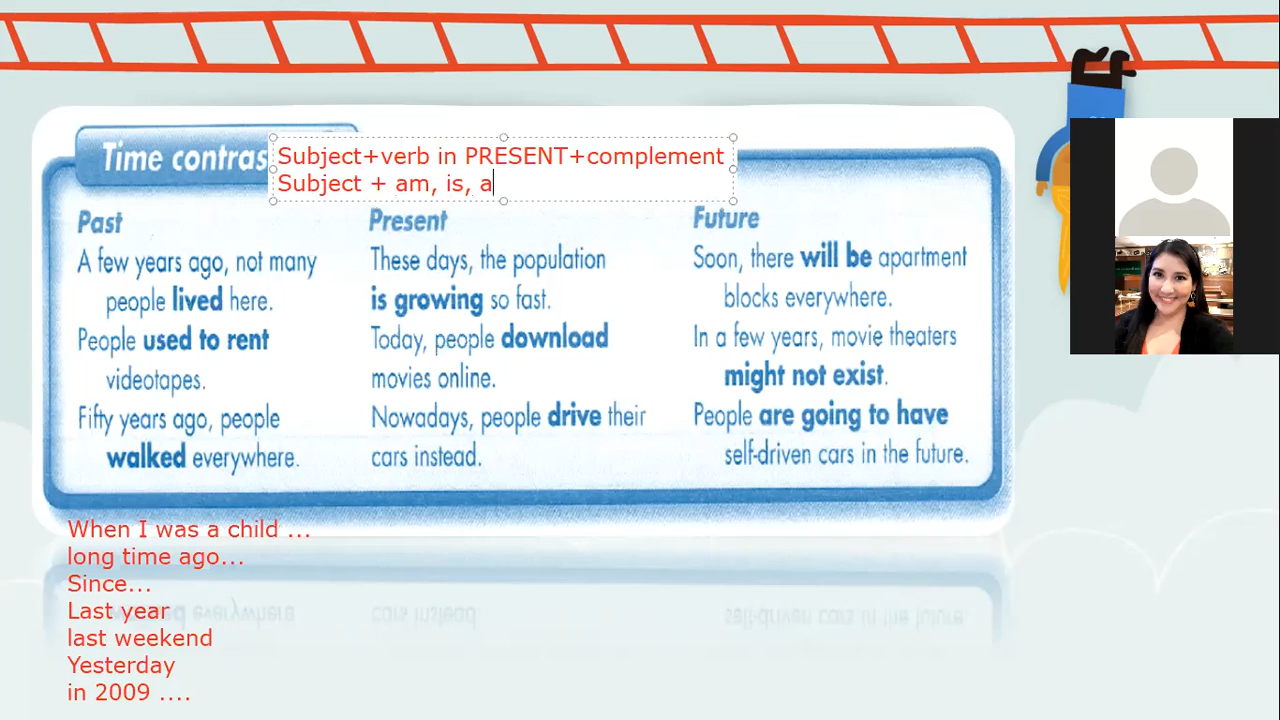 Time contras
Subject+verb in PRESENT+complement
Subject + am, is, a
Past
A few years ago, not many
people lived here.
People used to rent
videotapes.
Fifty years ago, people
walked everywhere.
Present
These days, the population
is growing so fast.
Today, people download
movies online.
Nowadays, people drive their
cars instead.
Future
Soon, there will be apartment
blocks everywhere.
In a few years, movie theaters
might not exist.
People are going to have
self-driven cars in the future.
When I was a child ...
long time ago...
Since...
Last year
last weekend
Yesterday
in 2009 ....